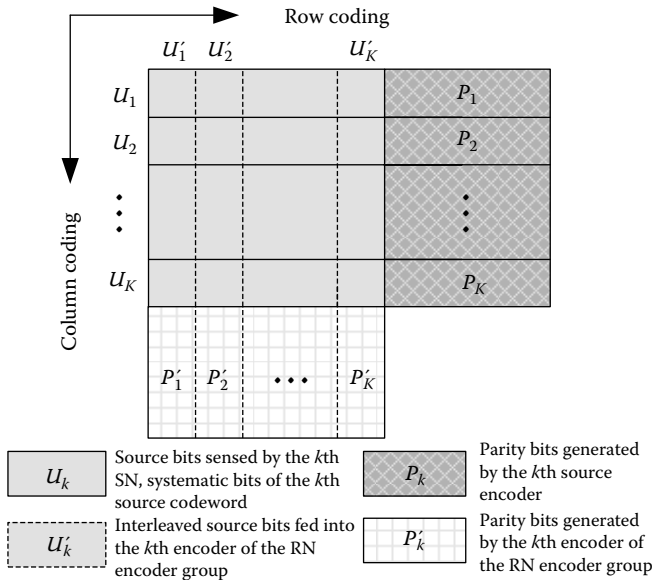 Row coding
U′1 U′2 U′K
U1
P1
U2
P2
Column coding
UK
PK
P′1 P′2 P′K
Uk
Source bits sensed by the kth
SN, systematic bits of the kth
source codeword
Pk
Parity bits generated
by the kth source
encoder
U′k
Interleaved source bits fed into
the kth encoder of the RN
encoder group
P′k
Parity bits generated
by the kth encoder of
the RN encoder group